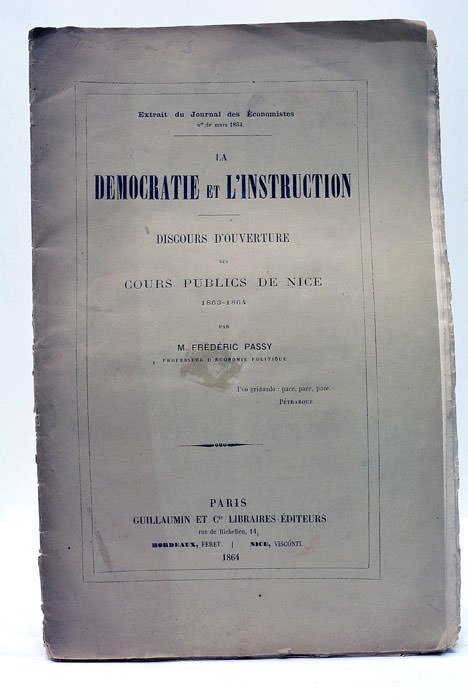 Extrait du Journal des Économistes
nº de mars 1864.
LA
DEMOCRATIE ET L'INSTRUCTION
DISCOURS D'OUVERTURE
DES
COURS PUBLICS DE NICE
1863-1864
PAR
M. FRÉDÉRIC PASSY
PROFESSEUR D'ÉCONOMIE POLITIQUE
I'vo gridando : pace, pace, pace.
PÉTRARQUE
PARIS
GUILLAUMIN ET Cie LIBRAIRES ÉDITEURS
rue de Richelieu, 14,
BORDEAUX, FERET. | NICE, VISCONTI.
1864